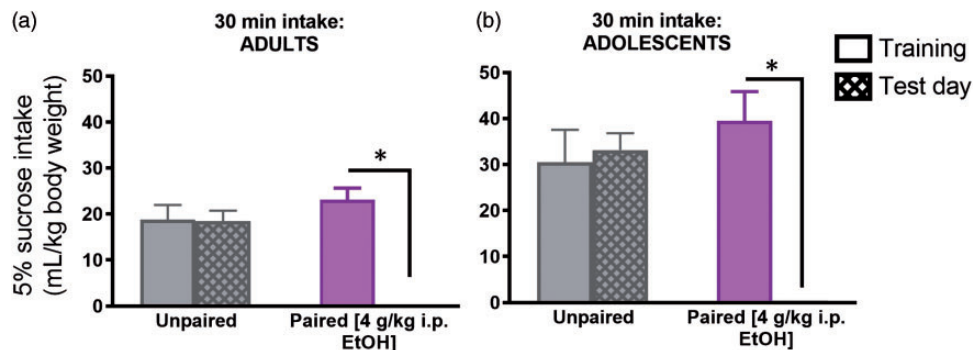 (a)
30 min intake:
ADULTS
5% sucrose intake
(mL/kg body weight)
50
40
30
20
10
0
*
Unpaired
Paired [4 g/kg i.p.
EtOH]
(b)
30 min intake:
ADOLESCENTS
50
40
30
20
10
0
*
Unpaired
Paired [4 g/kg i.p.
EtOH]
Training
Test day